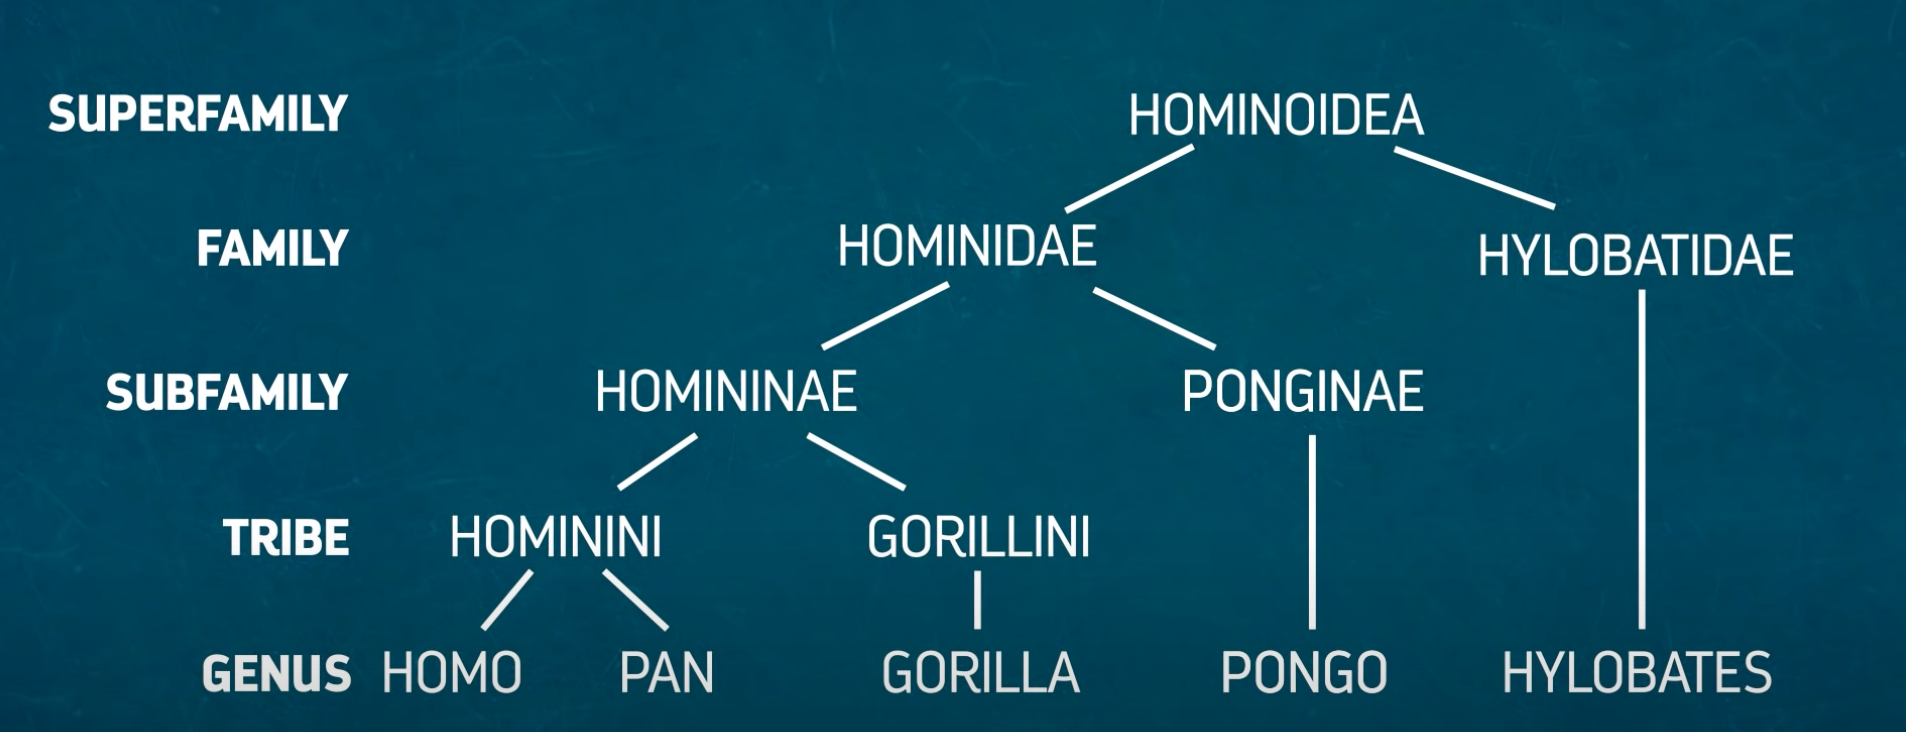 SUPERFAMILY HOMINOIDEA
FAMILY HOMINIDAE HYLOBATIDAE
SUBFAMILY HOMININAE PONGINAE
TRIBE HOMININI GORILLINI
GENUS HOMO PAN GORILLA PONGO HYLOBATES